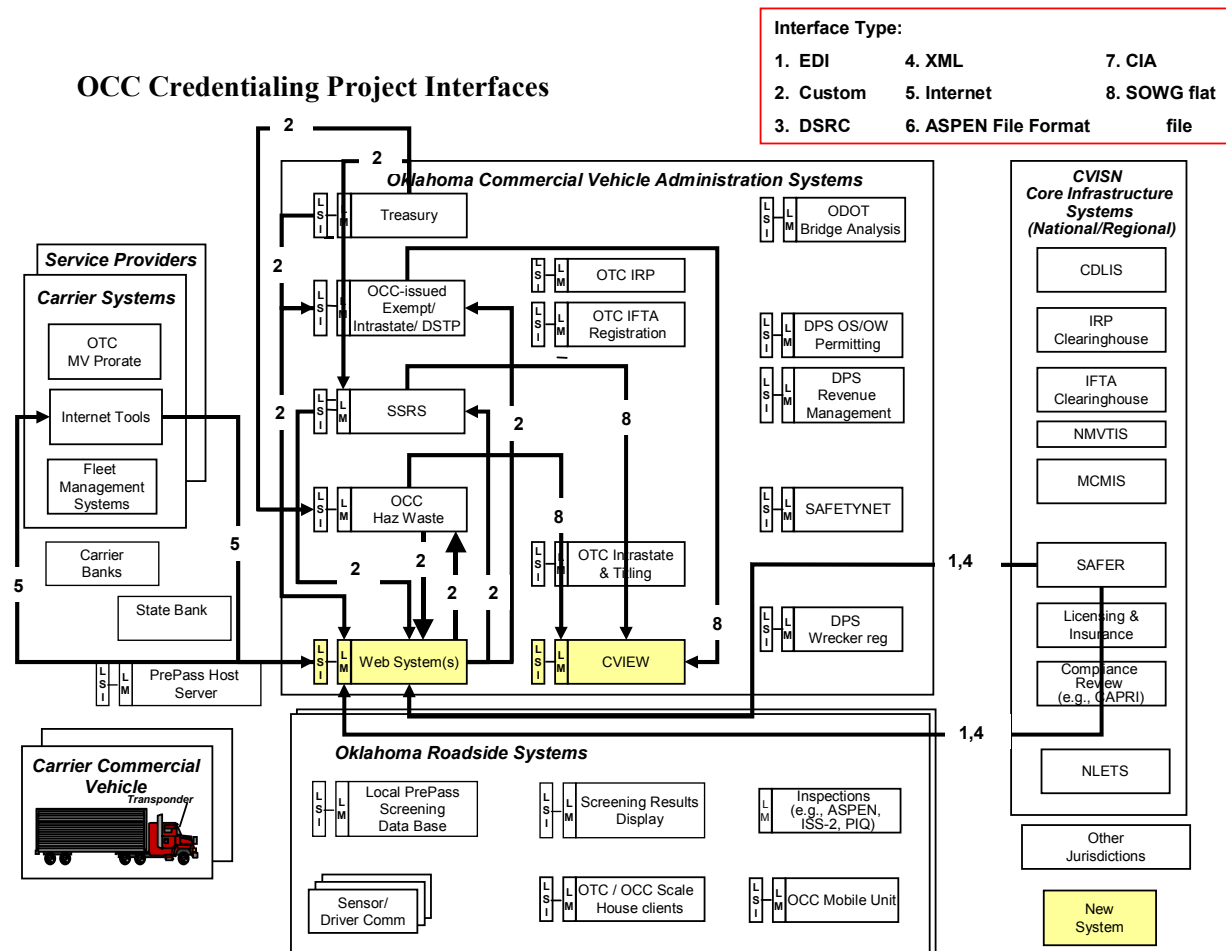 Interface Type:
1. EDI 4. XML 7. CIA
2. Custom 5. Internet 8. SOWG flat
3. DSRC 6. ASPEN File Format file
OCC Credentialing Project Interfaces
2
2
Oklahoma Commercial Vehicle Administration Systems
CVISN
Core Infrastructure
Systems
(National/Regional)
L
S
I
L
M
Treasury
L
S
I
L
M
ODOT
Bridge Analysis
2
Service Providers
Carrier Systems
OTC
MV Prorate
Internet Tools
Fleet
Management
Systems
Carrier
Banks
State Bank
5
5
L
S
I
L
M
PrePass Host
Server
L
S
I
L
M
OCC-issued
Exempt/
Intrastate/ DSTP
L
S
I
L
M
OTC IRP
L
S
I
L
M
OTC IFTA
Registration
L
S
I
L
M
DPS OS/OW
Permitting
L
S
I
L
M
DPS
Revenue
Management
L
S
I
L
M
SSRS
2
2
8
L
S
I
L
M
OCC
Haz Waste
8
L
S
I
L
M
SAFETYNET
2
2
2
2
L
S
I
L
M
OTC Intrastate
& Titling
1,4
8
L
S
I
L
M
DPS
Wrecker reg
L
S
I
L
M
Web System(s)
L
S
I
L
M
CVIEW
1,4
CDLIS
IRP
Clearinghouse
IFTA
Clearinghouse
NMVTIS
MCMIS
SAFER
Licensing &
Insurance
Compliance
Review
(e.g., CAPRI)
NLETS
Other
Jurisdictions
New
System
Carrier Commercial
Vehicle
Transponder
Oklahoma Roadside Systems
L
S
I
L
M
Local PrePass
Screening
Data Base
L
S
I
L
M
Screening Results
Display
L
M
Inspections
(e.g., ASPEN,
ISS-2, PIQ)
Sensor/
Driver Comm
L
S
I
L
M
OTC / OCC Scale
House clients
L
S
I
L
M
OCC Mobile Unit